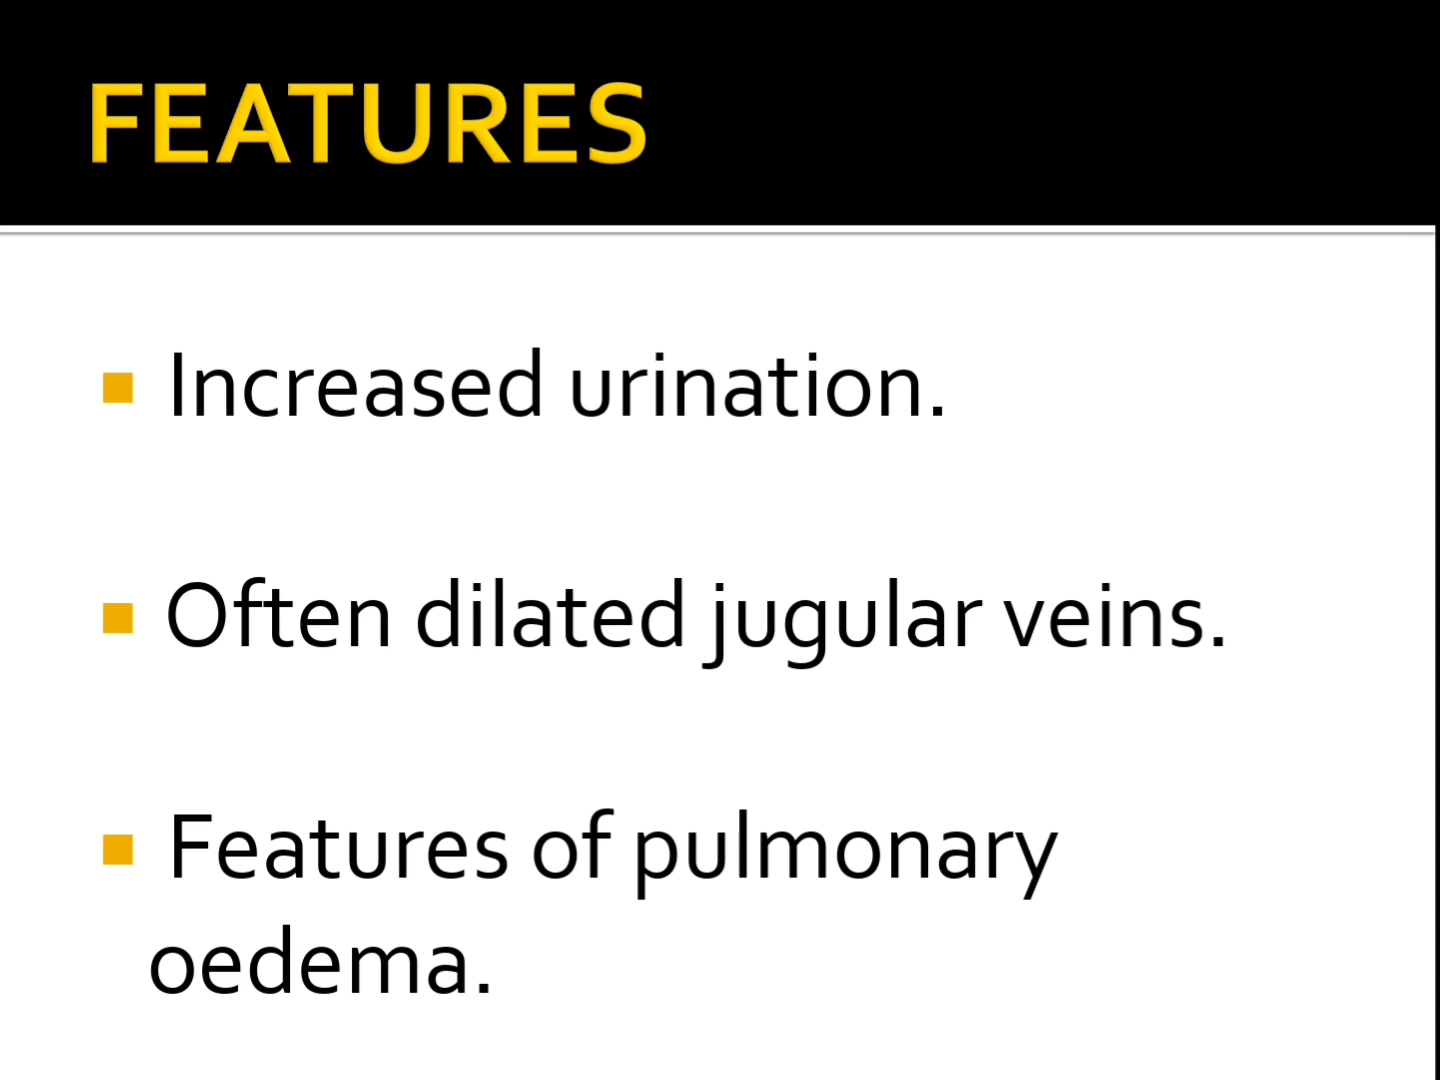 FEATURES
Increased urination.
Often dilated jugular veins.
Features of pulmonary
oedema.